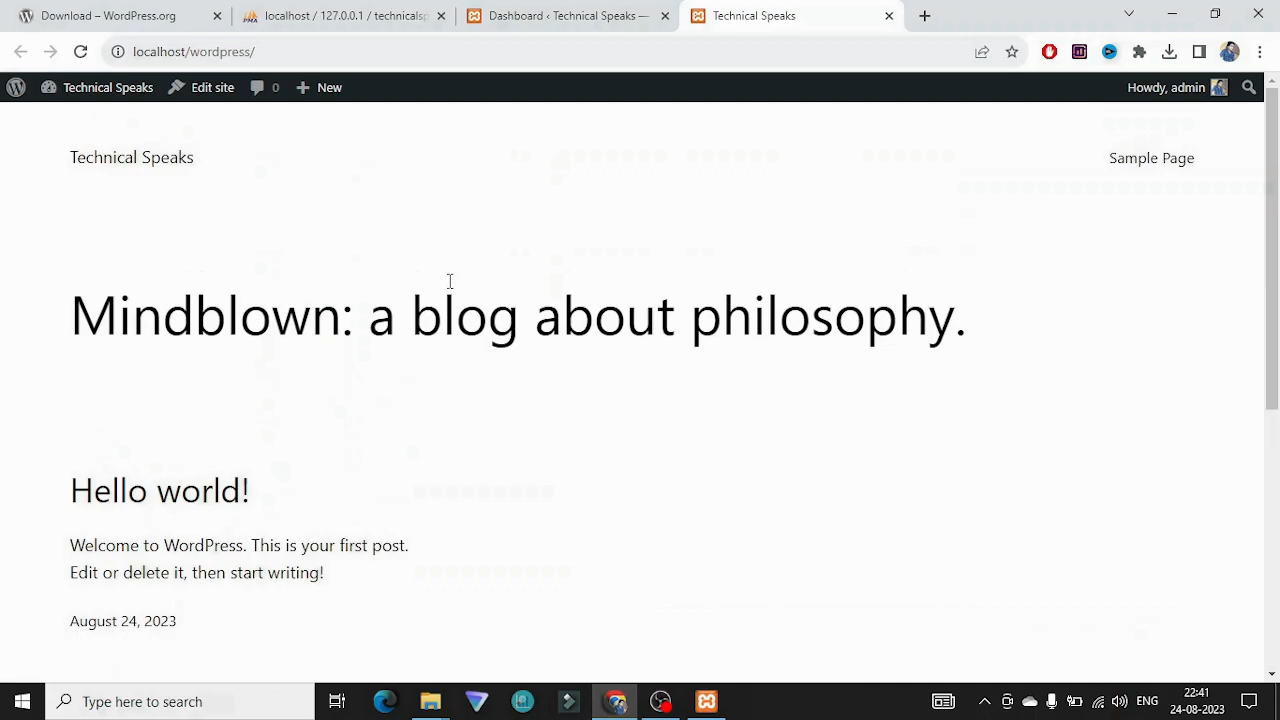 Download – WordPress.org
localhost / 127.0.0.1 / technicalsp
Dashboard ‹ Technical Speaks —
Technical Speaks
localhost/wordpress/
Technical Speaks
Edit site
0
New
Howdy, admin
Technical Speaks
Sample Page
Mindblown: a blog about philosophy.
Hello world!
Welcome to WordPress. This is your first post.
Edit or delete it, then start writing!
August 24, 2023
Type here to search
ENG
22:41
24-08-2023